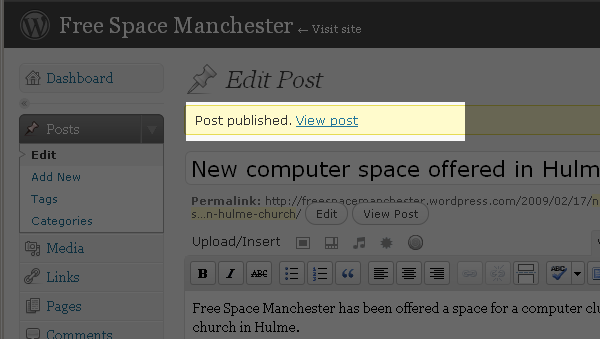 Free Space Manchester ← Visit site
Dashboard
Edit Post
Post published. View post
Posts
Edit
Add New
Tags
Categories
Media
Links
Pages
Comments
New computer space offered in Hulm
Permalink: http://freespacemanchester.wordpress.com/2009/02/17/n
s...n-hulme-church/ Edit View Post
Upload/Insert
B I ABC ABC
Free Space Manchester has been offered a space for a computer clu
church in Hulme.